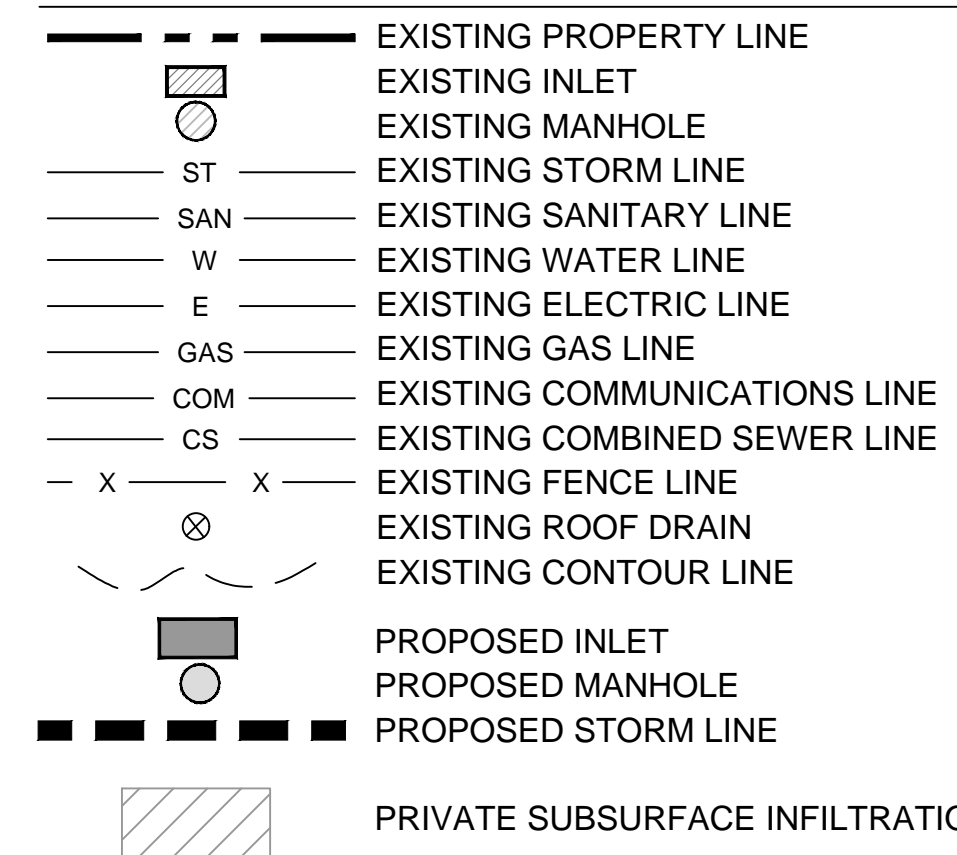 EXISTING PROPERTY LINE
EXISTING INLET
EXISTING MANHOLE
ST EXISTING STORM LINE
SAN EXISTING SANITARY LINE
W EXISTING WATER LINE
E EXISTING ELECTRIC LINE
GAS EXISTING GAS LINE
COM EXISTING COMMUNICATIONS LINE
CS EXISTING COMBINED SEWER LINE
X X EXISTING FENCE LINE
EXISTING ROOF DRAIN
EXISTING CONTOUR LINE
PROPOSED INLET
PROPOSED MANHOLE
PROPOSED STORM LINE
PRIVATE SUBSURFACE